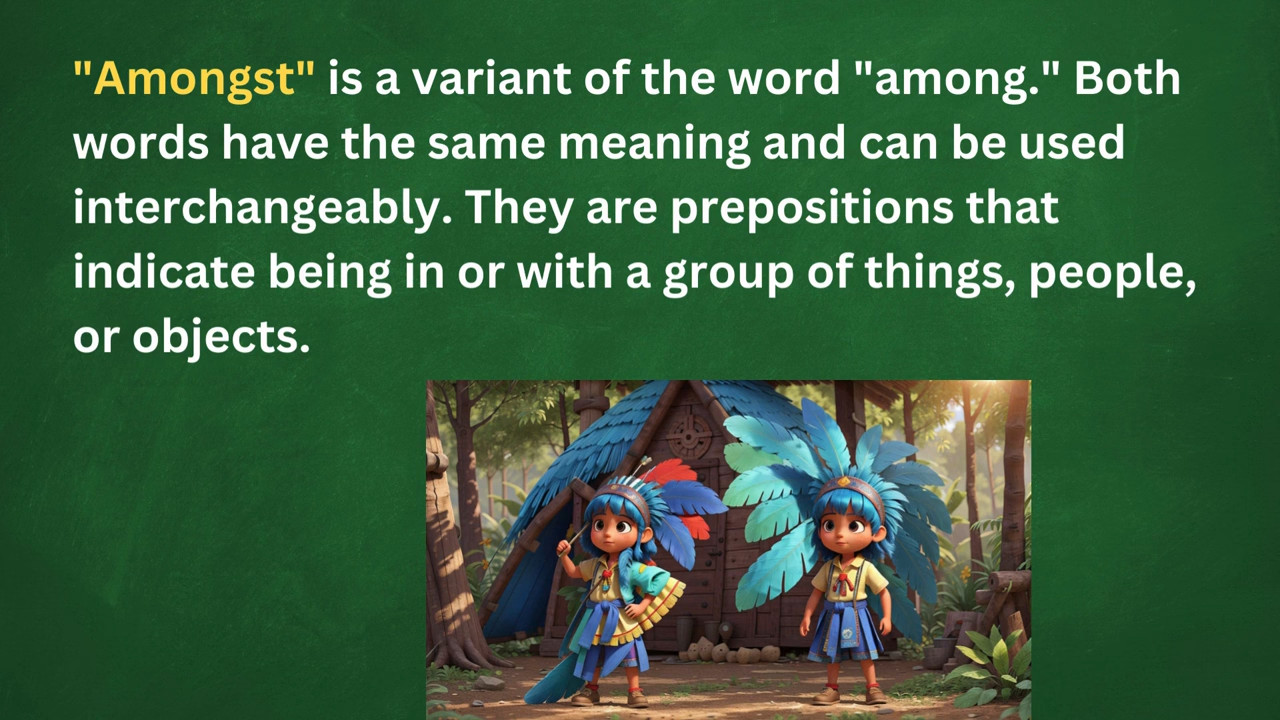 "Amongst" is a variant of the word "among." Both
words have the same meaning and can be used
interchangeably. They are prepositions that
indicate being in or with a group of things, people,
or objects.